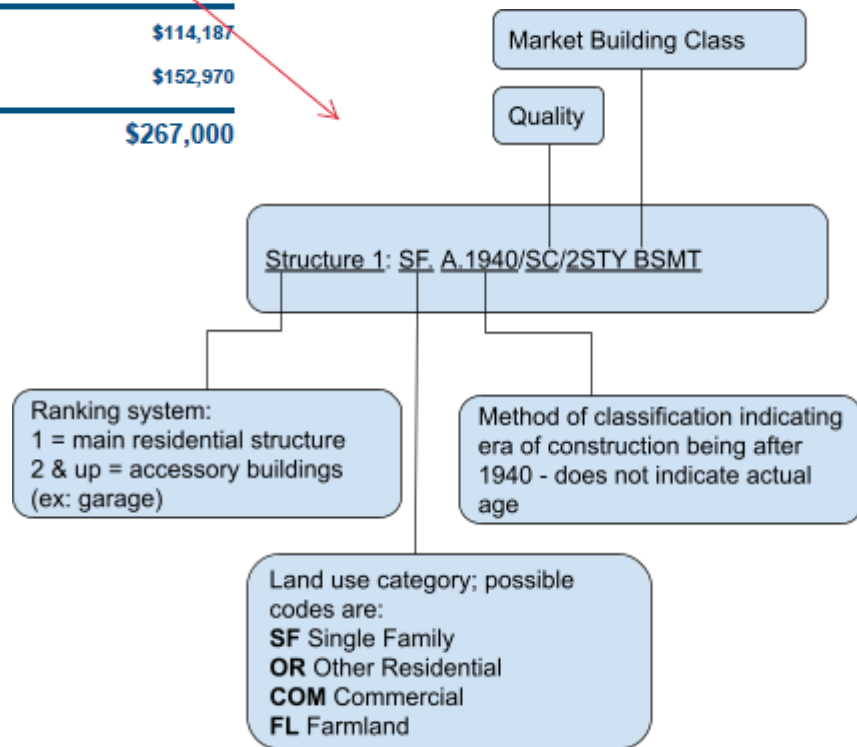 $114,187
$152,970
$267,000
Market Building Class
Quality
Structure 1: SF. A.1940/SC/2STY BSMT
Ranking system:
1 = main residential structure
2 & up = accessory buildings
(ex: garage)
Method of classification indicating
era of construction being after
1940 - does not indicate actual
age
Land use category; possible
codes are:
SF Single Family
OR Other Residential
COM Commercial
FL Farmland